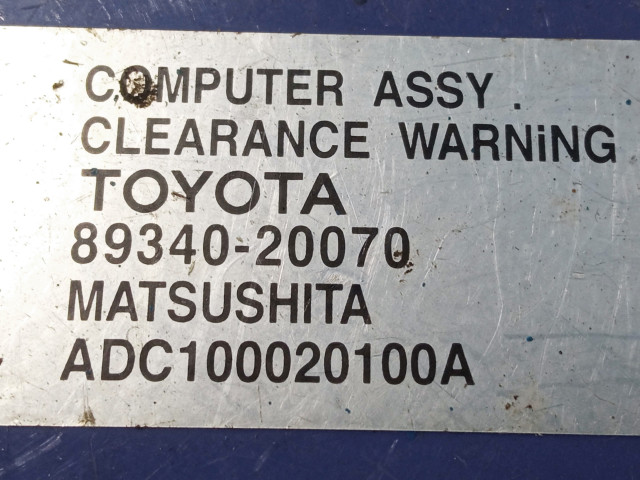 COMPUTER ASSY.
CLEARANCE WARNiNG
TOYOTA
89340-20070
MATSUSHITA
ADC100020100A